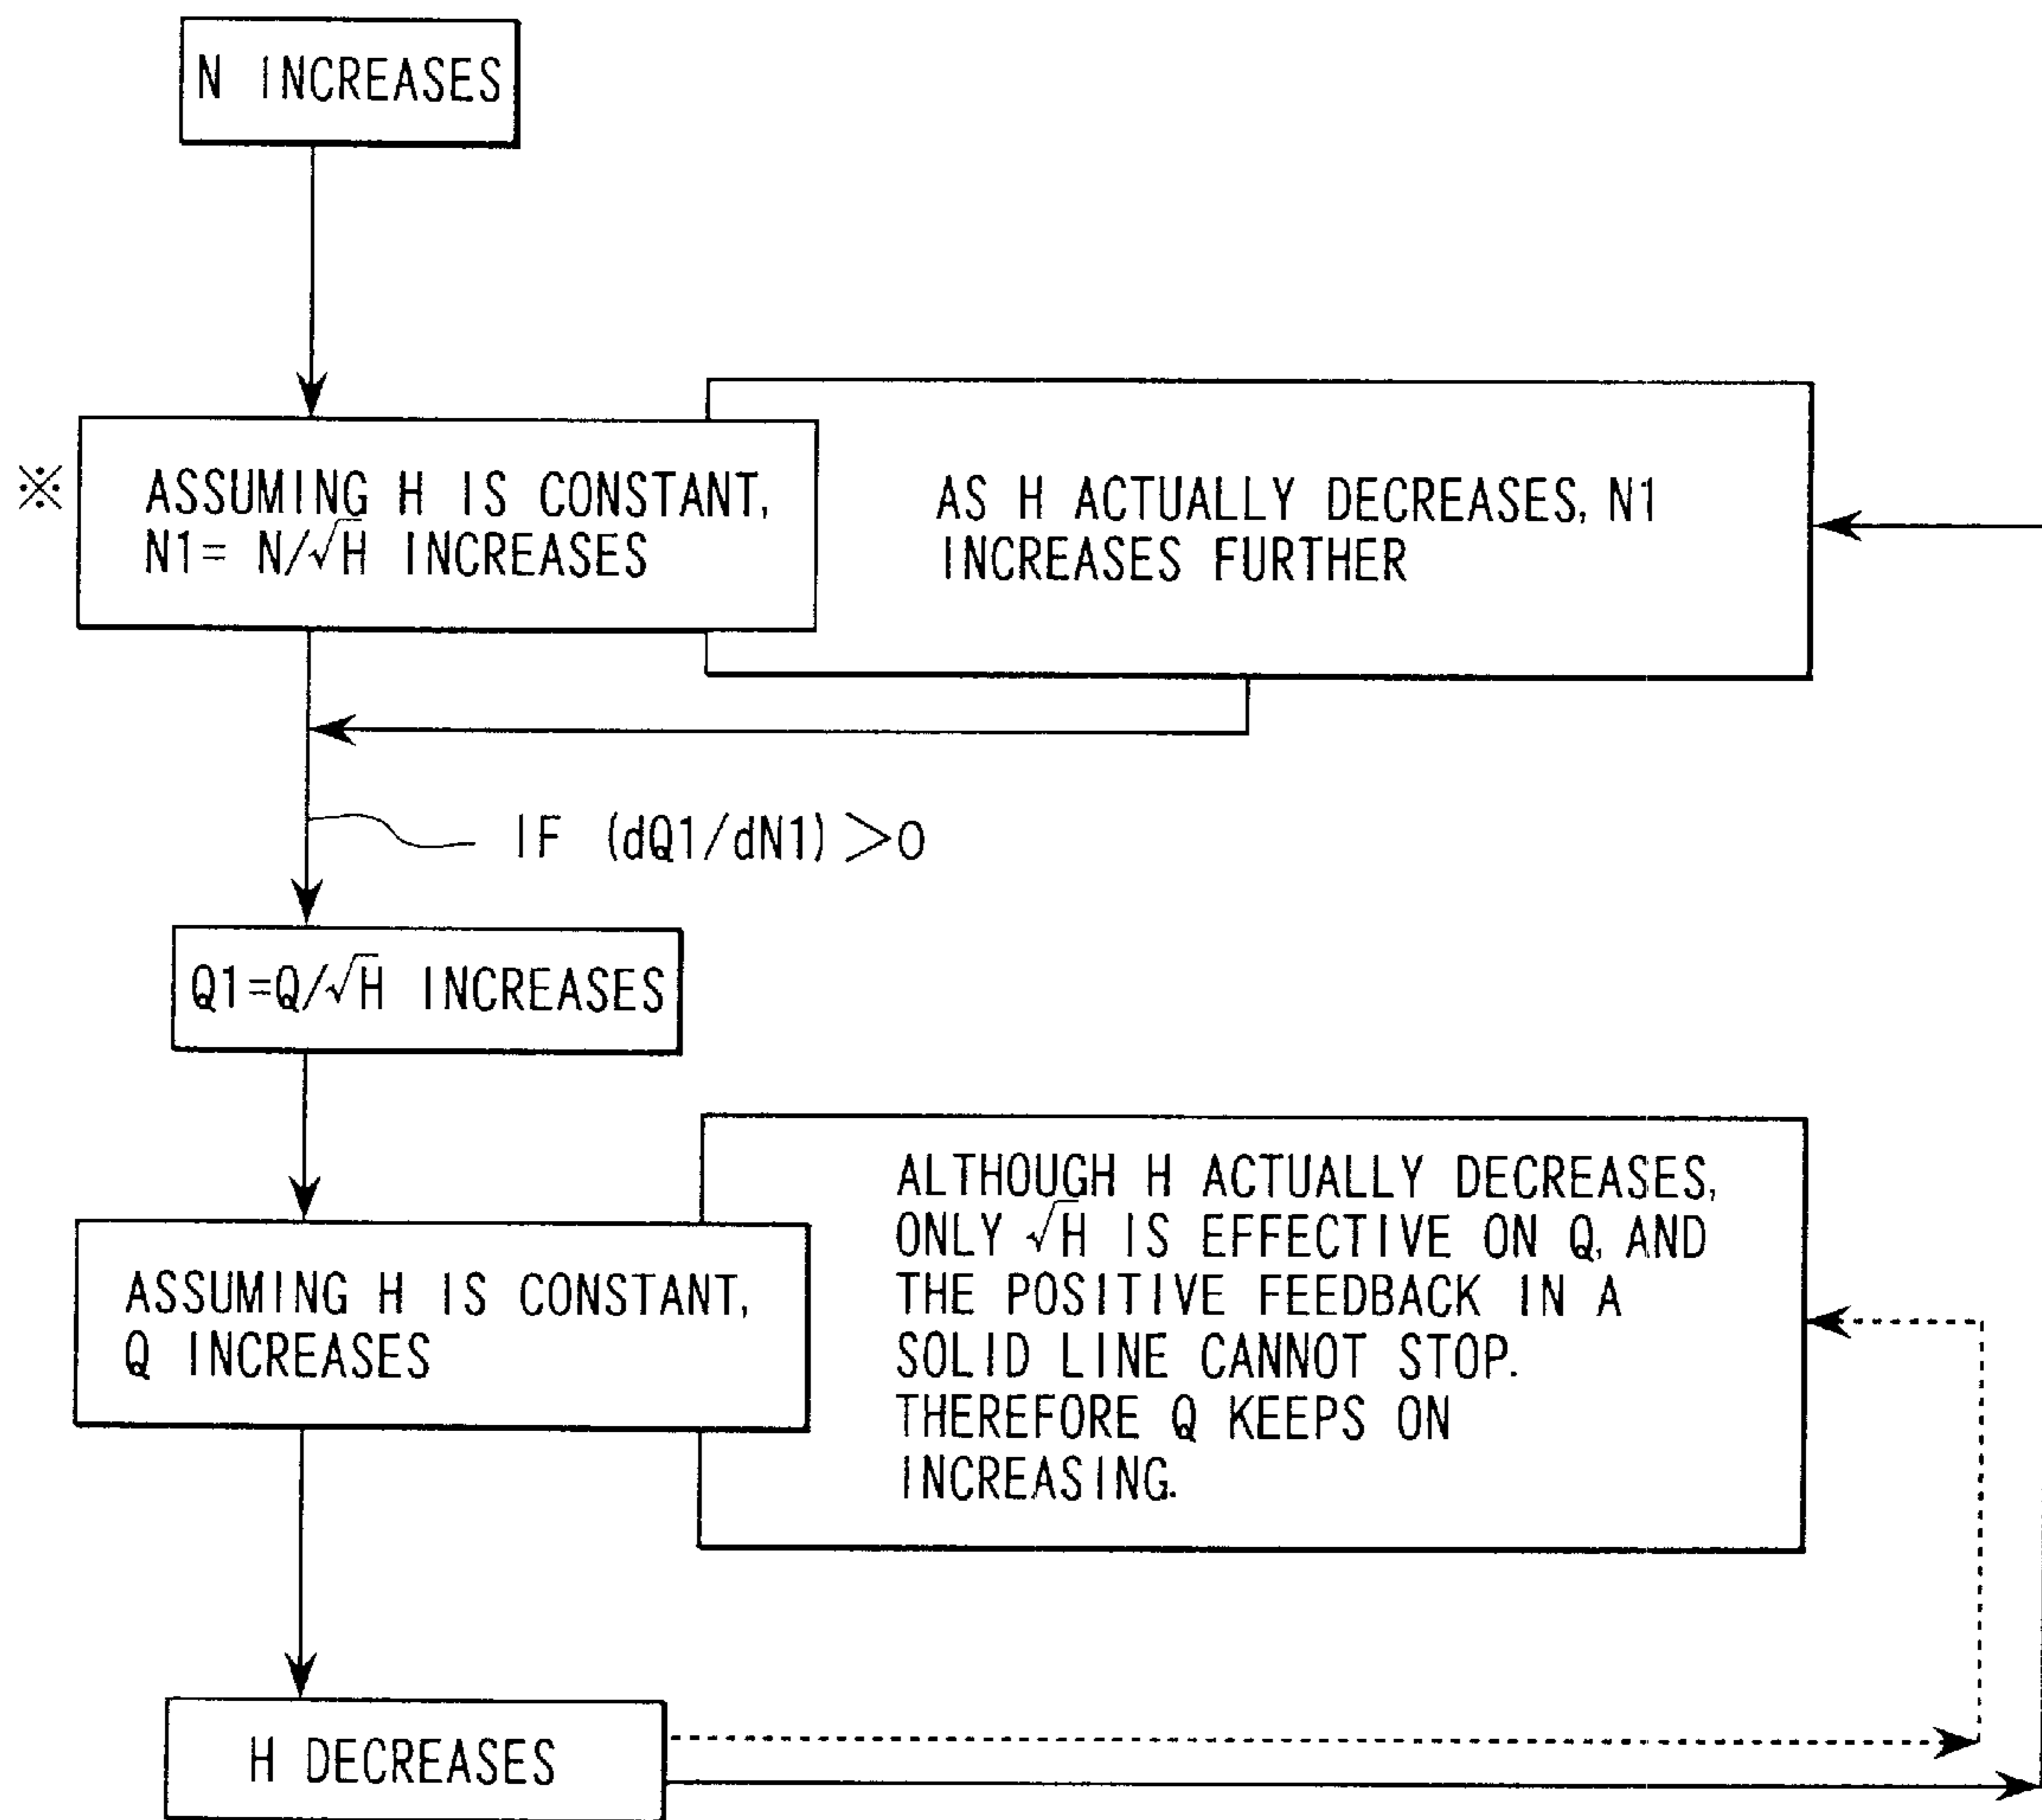 N INCREASES
※
ASSUMING H IS CONSTANT,
N1= N/√H INCREASES
AS H ACTUALLY DECREASES, N1
INCREASES FURTHER
IF (dQ1/dN1) >0
Q1=Q/√H INCREASES
ASSUMING H IS CONSTANT,
Q INCREASES
ALTHOUGH H ACTUALLY DECREASES,
ONLY √H IS EFFECTIVE ON Q, AND
THE POSITIVE FEEDBACK IN A
SOLID LINE CANNOT STOP.
THEREFORE Q KEEPS ON
INCREASING.
H DECREASES